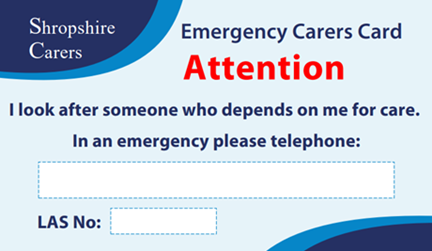 Shropshire
Carers
Emergency Carers Card
Attention
I look after someone who depends on me for care.
In an emergency please telephone:
LAS No: